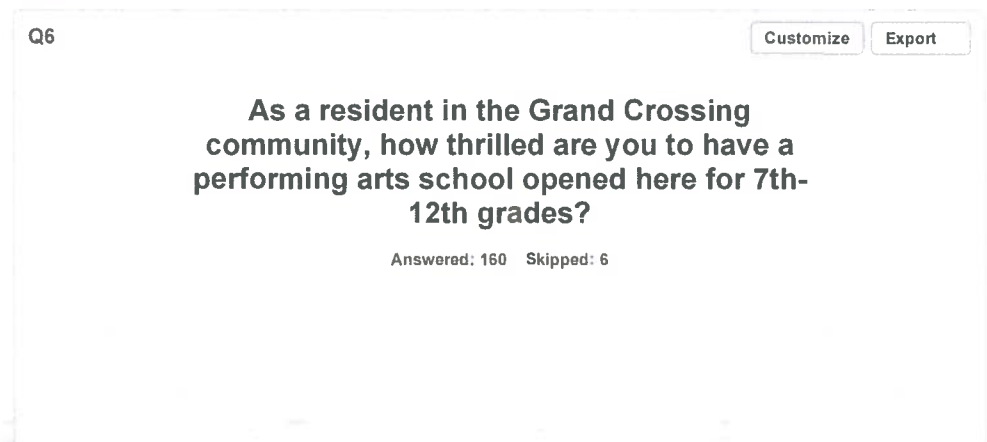 Q6
Customize Export
As a resident in the Grand Crossing
community, how thrilled are you to have a
performing arts school opened here for 7th-
12th grades?
Answered: 160 Skipped: 6